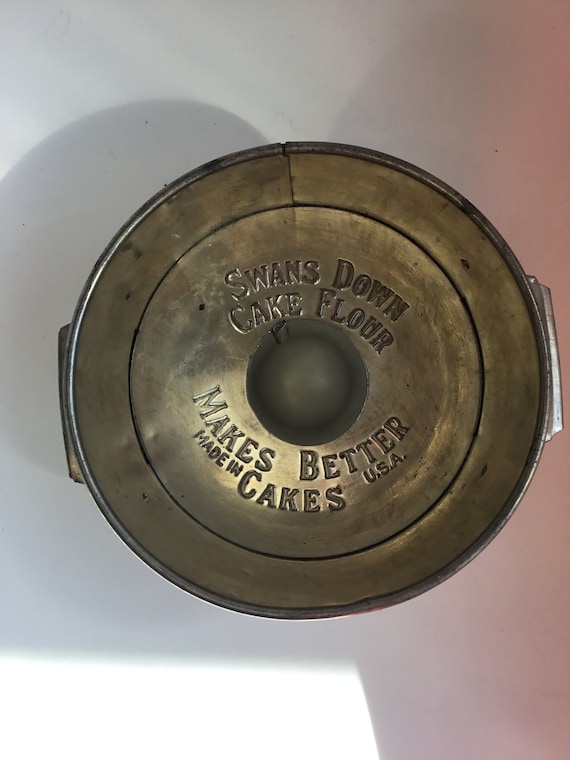 SWANS DOWN
CAKE FLOUR
MAKES BETTER
CAKES
MADE IN U.S.A.